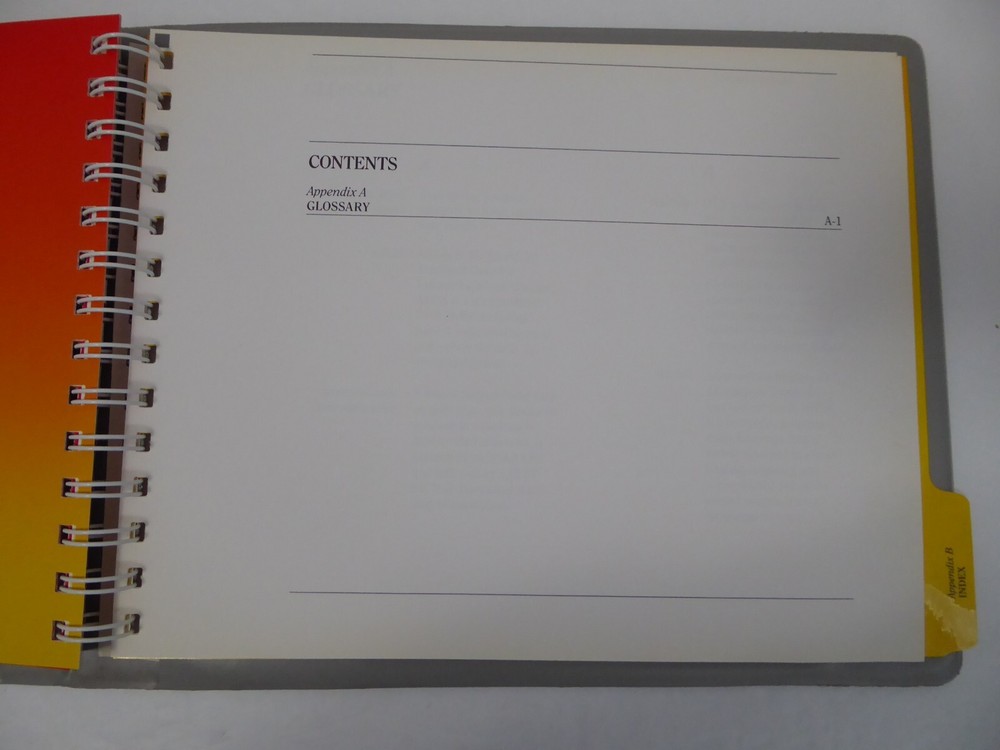 CONTENTS
Appendix A
GLOSSARY
A-1
Appendix B
INDEX